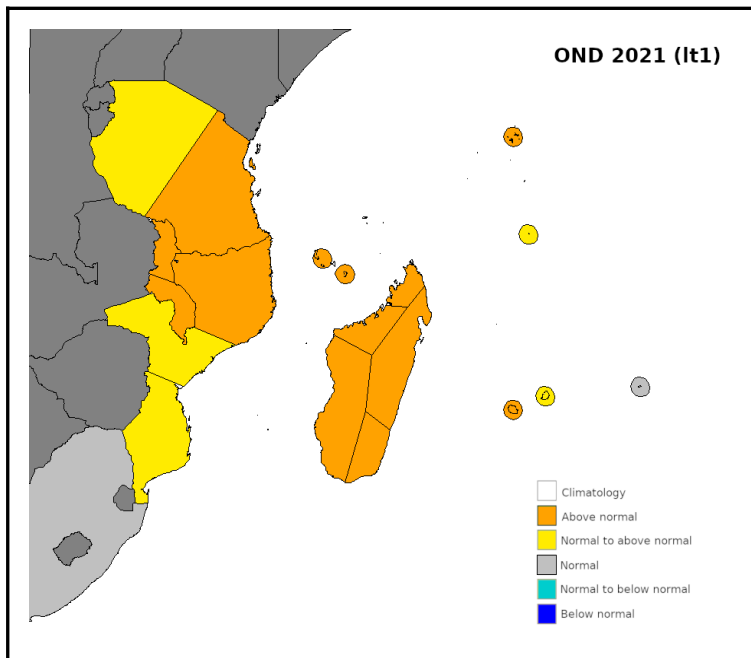 OND 2021 (lt1)
Climatology
Above normal
Normal to above normal
Normal
Normal to below normal
Below normal